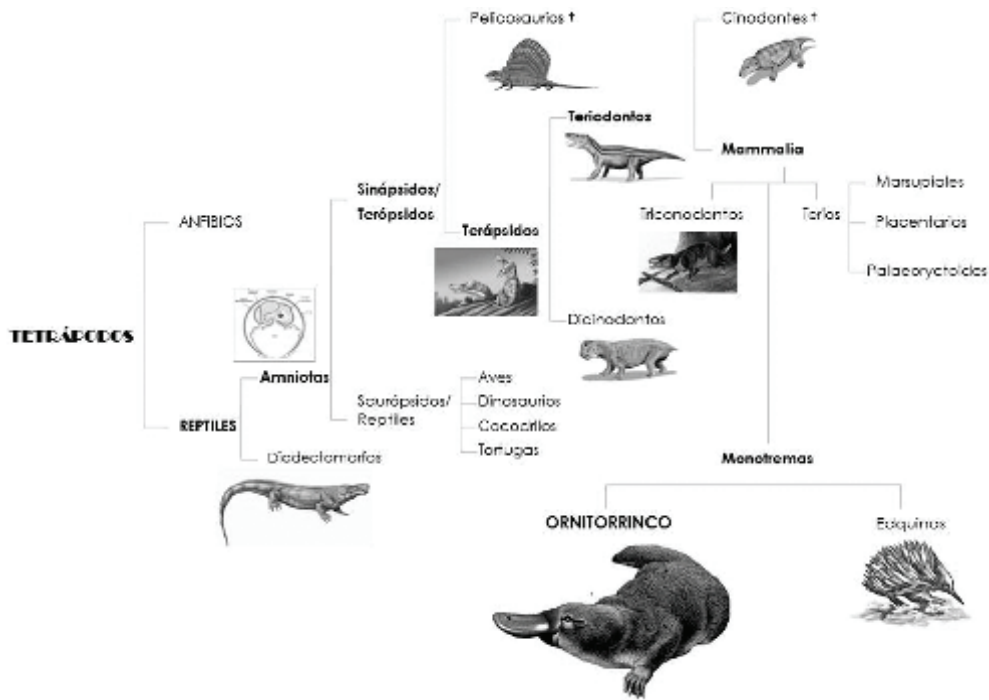 Pelicosaurios †
Cinodontes †
Teriodontos
Mammalia
Sinápsidos/
Terópsidos
Marsupiales
ANFIBIOS
Triconodontos
Terios
Placentarios
Terápsidos
Palaeoryctoides
Dicinodontos
TETRÁPODOS
Amniotas
Saurópsidos/
Reptiles
Aves
Dinosaurios
Cocodrilos
Tortugas
REPTILES
Diadectomorfos
Monotremas
ORNITORRINCO
Equidnas